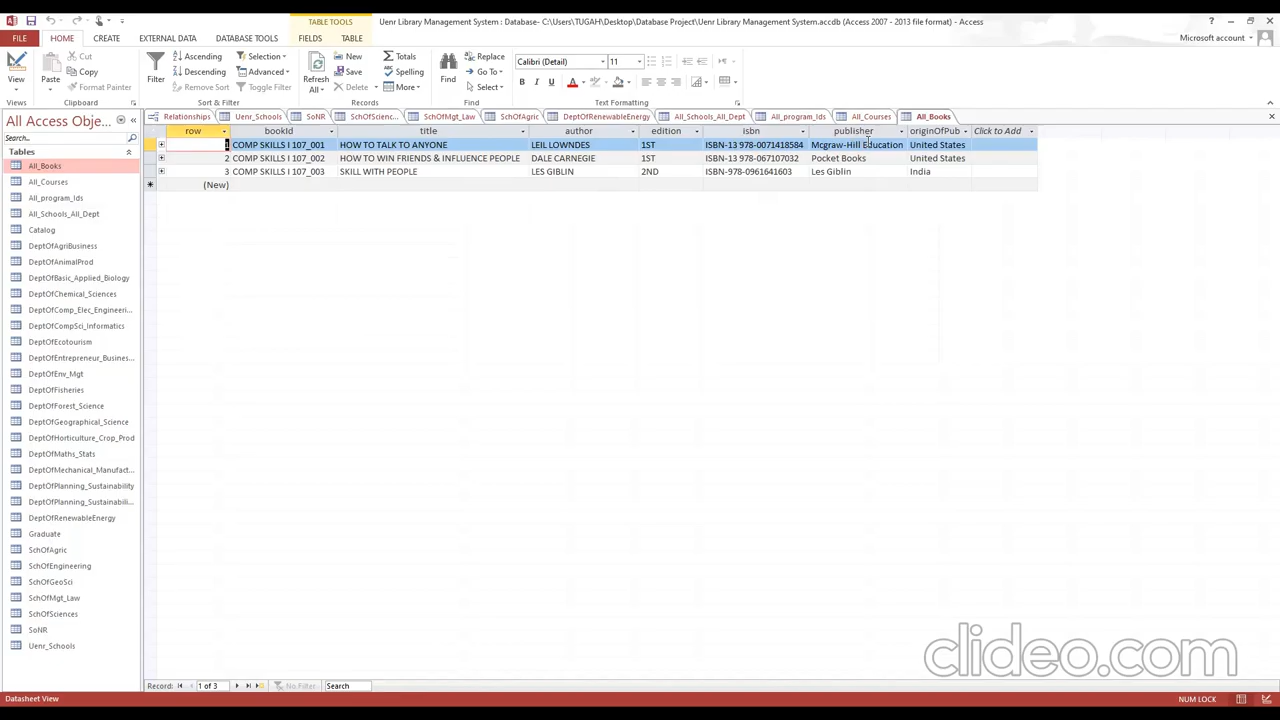 TABLE TOOLS
Uenr Library Management System : Database- C:\Users\TUGAH\Desktop\Database Project\Uenr Library Management System.accdb (Access 2007 - 2013 file format) - Access
FILE HOME CREATE EXTERNAL DATA DATABASE TOOLS FIELDS TABLE Microsoft account
View
Views
Paste
Cut
Copy
Format Painter
Clipboard
Filter
Ascending
Descending
Remove Sort
Selection
Advanced
Toggle Filter
Sort & Filter
Refresh
All
New
Save
Delete
Totals
Spelling
More
Records
Find
Replace
Go To
Select
Find
Calibri (Detail) 11
B I U A
Text Formatting
All Access Obje...
Tables
All_Books
All_Courses
All_program_Ids
All_Schools_All_Dept
Catalog
DeptOfAgriBusiness
DeptOfAnimalProd
DeptOfBasic_Applied_Biology
DeptOfChemical_Sciences
DeptOfComp_Elec_Engineeri...
DeptOfCompSci_Informatics
DeptOfEcotourism
DeptOfEntrepreneur_Busines...
DeptOfEnv_Mgt
DeptOfFisheries
DeptOfForest_Science
DeptOfGeographical_Science
DeptOfHorticulture_Crop_Prod
DeptOfMaths_Stats
DeptOfMechanical_Manufact...
DeptOfPlanning_Sustainability
DeptOfPlanning_Sustainabili...
DeptOfRenewableEnergy
Graduate
SchOfAgric
SchOfEngineering
SchOfGeoSci
SchOfMgt_Law
SchOfSciences
SoNR
Uenr_Schools
Relationships Uenr_Schools SoNR SchOfScienc... SchOfMgt_Law SchOfAgric DeptOfRenewableEnergy All_Schools_All_Dept All_program_Ids All_Courses All_Books
row bookId title author edition isbn publisher originOfPub Click to Add
1 COMP SKILLS I 107_001 HOW TO TALK TO ANYONE LEIL LOWNDES 1ST ISBN-13 978-0071418584 Mcgraw-Hill Education United States
2 COMP SKILLS I 107_002 HOW TO WIN FRIENDS & INFLUENCE PEOPLE DALE CARNEGIE 1ST ISBN-978-067107032 Pocket Books United States
3 COMP SKILLS I 107_003 SKILL WITH PEOPLE LES GIBLIN 2ND ISBN-978-0961641603 Les Giblin India
(New)
clideo.com
Record: 1 of 3 No Filter Search
Datasheet View NUM LOCK